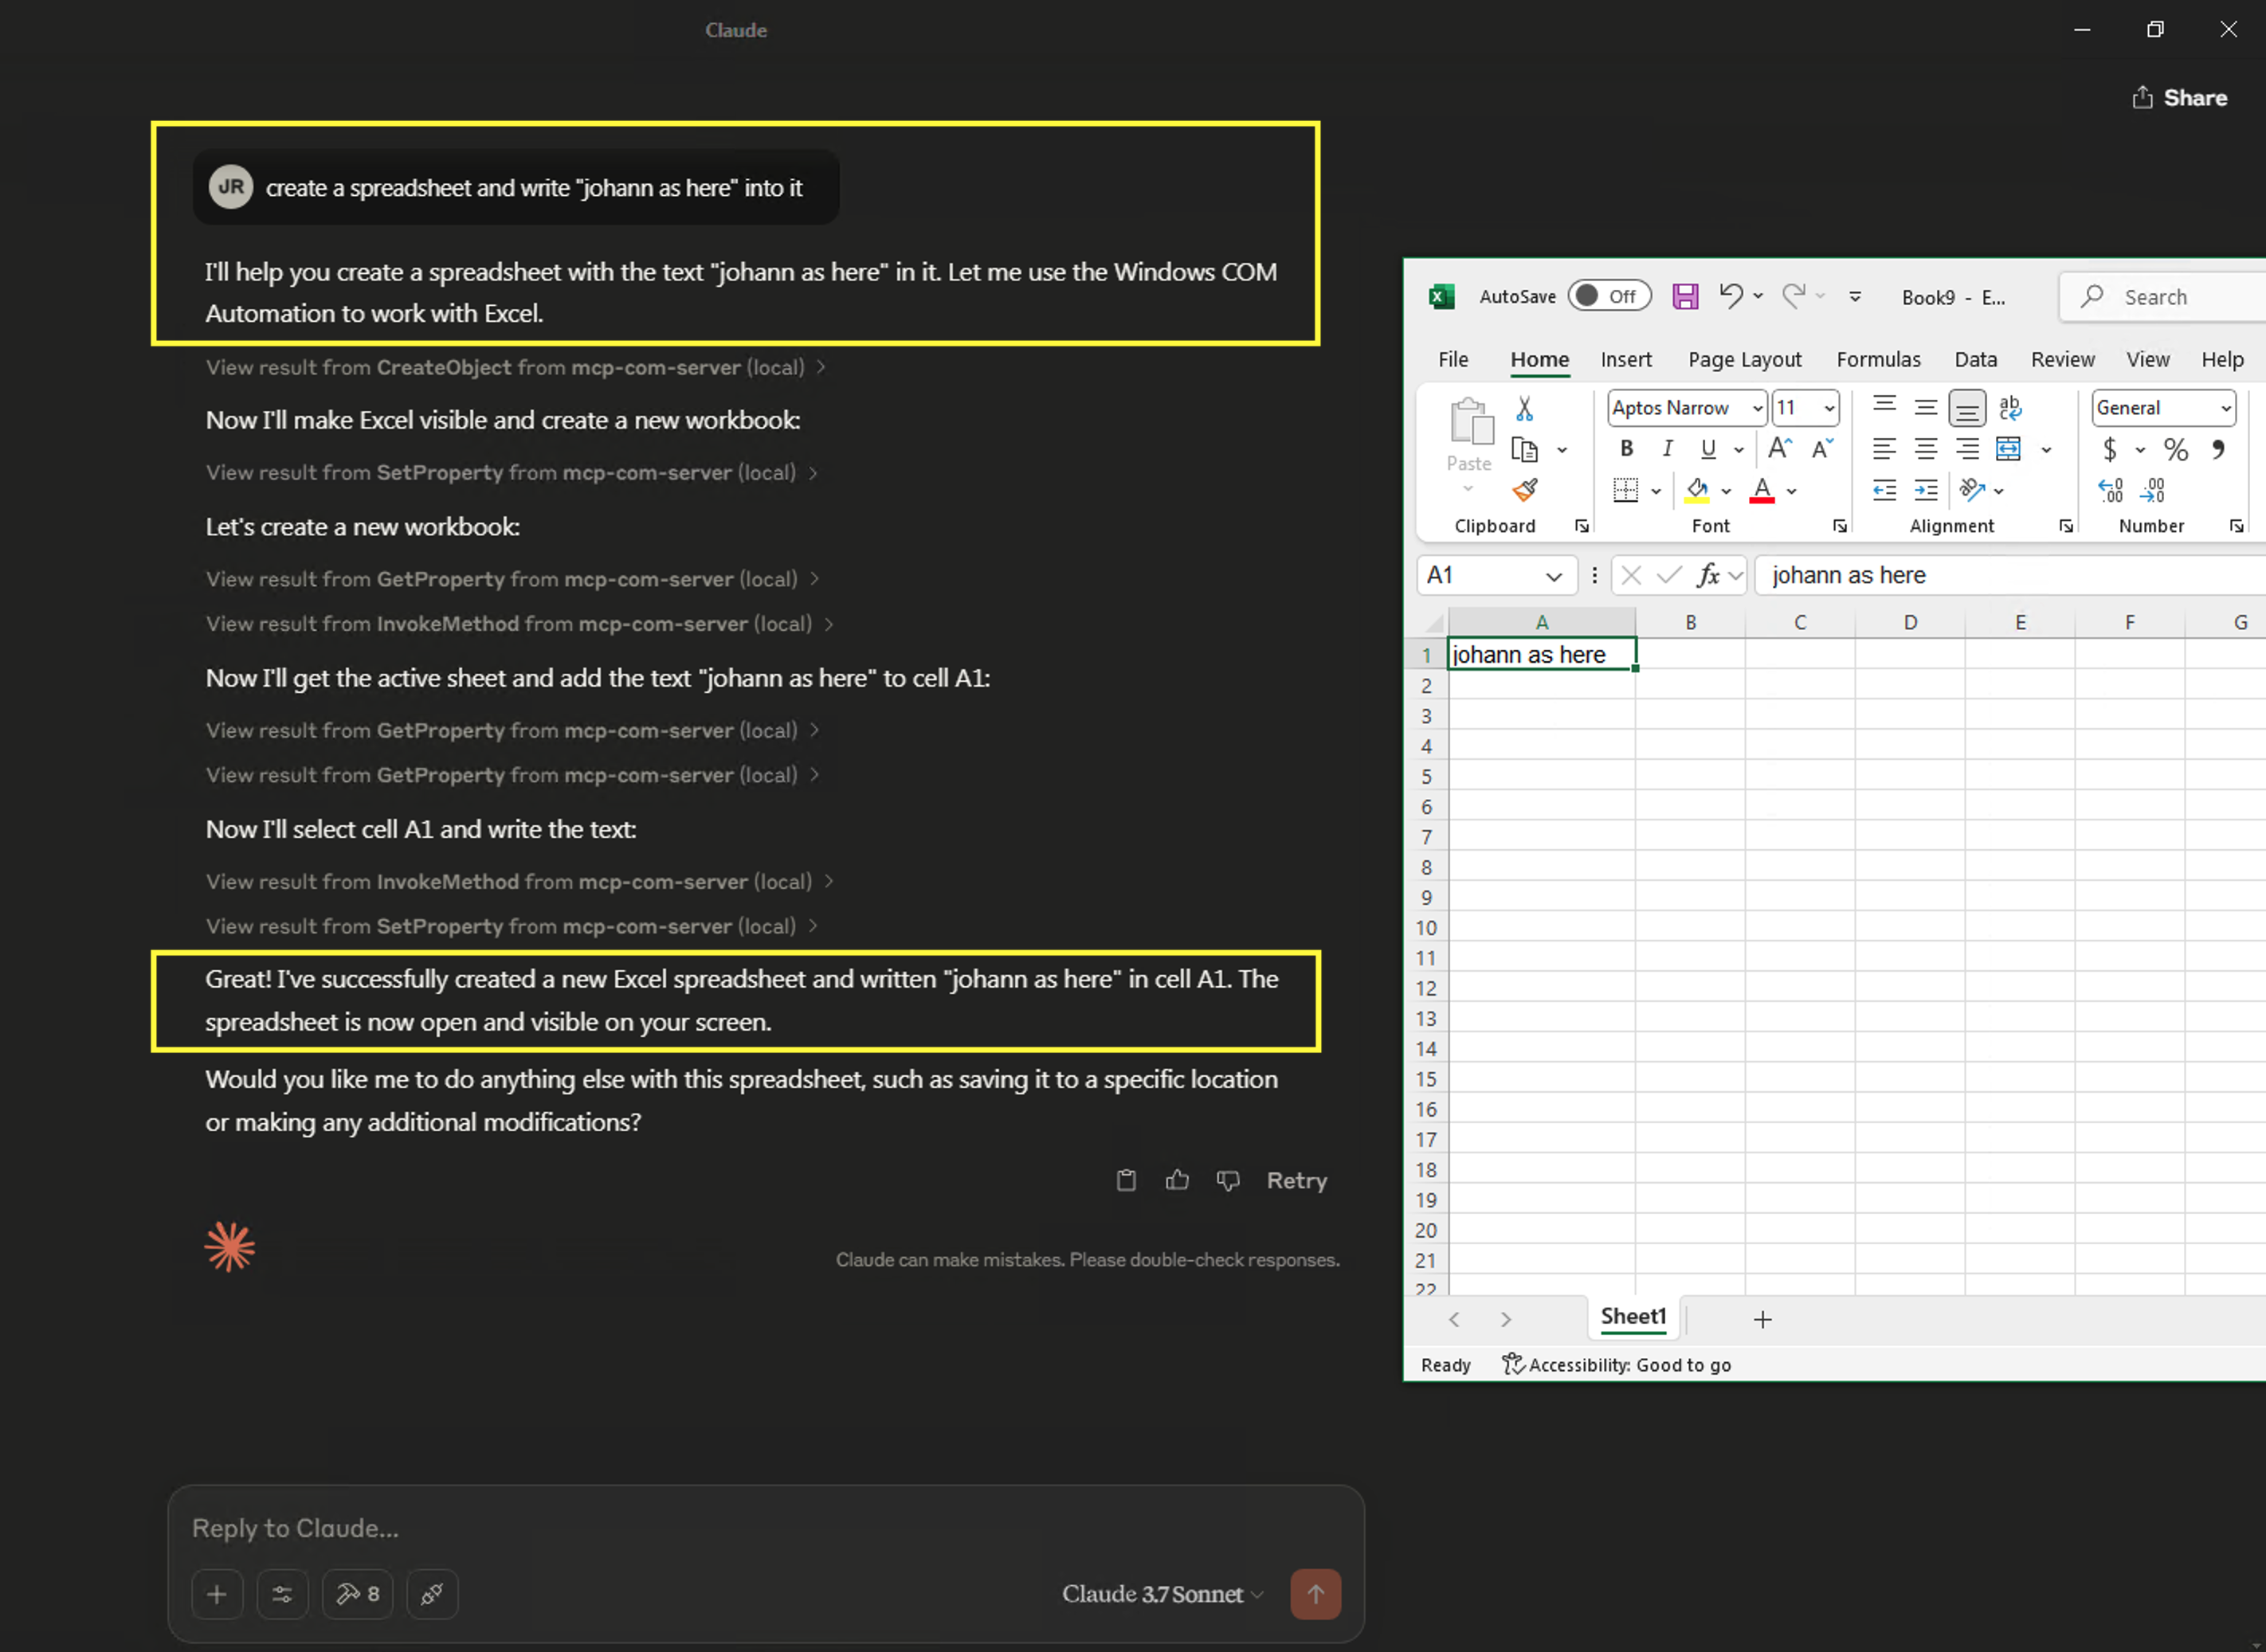 Claude
Share
JR create a spreadsheet and write "johann as here" into it
I'll help you create a spreadsheet with the text "johann as here" in it. Let me use the Windows COM
Automation to work with Excel.
View result from CreateObject from mcp-com-server (local)
Now I'll make Excel visible and create a new workbook:
View result from SetProperty from mcp-com-server (local)
Let's create a new workbook:
View result from GetProperty from mcp-com-server (local)
View result from InvokeMethod from mcp-com-server (local)
Now I'll get the active sheet and add the text "johann as here" to cell A1:
View result from GetProperty from mcp-com-server (local)
View result from GetProperty from mcp-com-server (local)
Now I'll select cell A1 and write the text:
View result from InvokeMethod from mcp-com-server (local)
View result from SetProperty from mcp-com-server (local)
Great! I've successfully created a new Excel spreadsheet and written "johann as here" in cell A1. The
spreadsheet is now open and visible on your screen.
Would you like me to do anything else with this spreadsheet, such as saving it to a specific location
or making any additional modifications?
Retry
Claude can make mistakes. Please double-check responses.
Reply to Claude...
8
Claude 3.7 Sonnet
AutoSave Off Book9 - E... Search
File Home Insert Page Layout Formulas Data Review View Help
Paste Aptos Narrow 11 ab General
B I U A A $ % 9
A .00 .00
Clipboard Font Alignment Number
A1 fx johann as here
A B C D E F G
1 johann as here
2
3
4
5
6
7
8
9
10
11
12
13
14
15
16
17
18
19
20
21
22
Sheet1
Ready Accessibility: Good to go